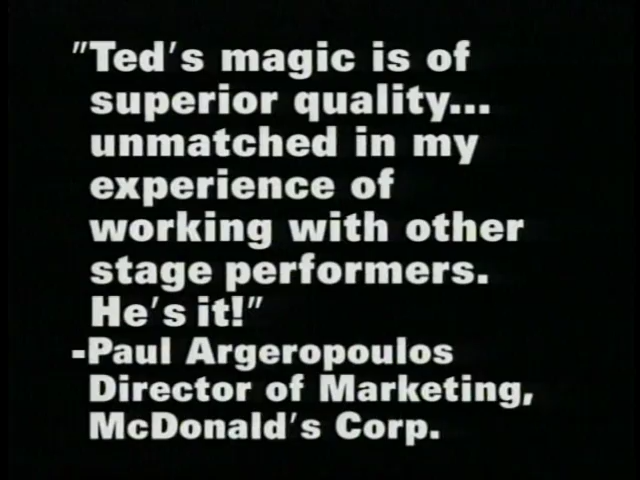 "Ted's magic is of
superior quality...
unmatched in my
experience of
working with other
stage performers.
He's it!"
-Paul Argeropoulos
Director of Marketing,
McDonald's Corp.